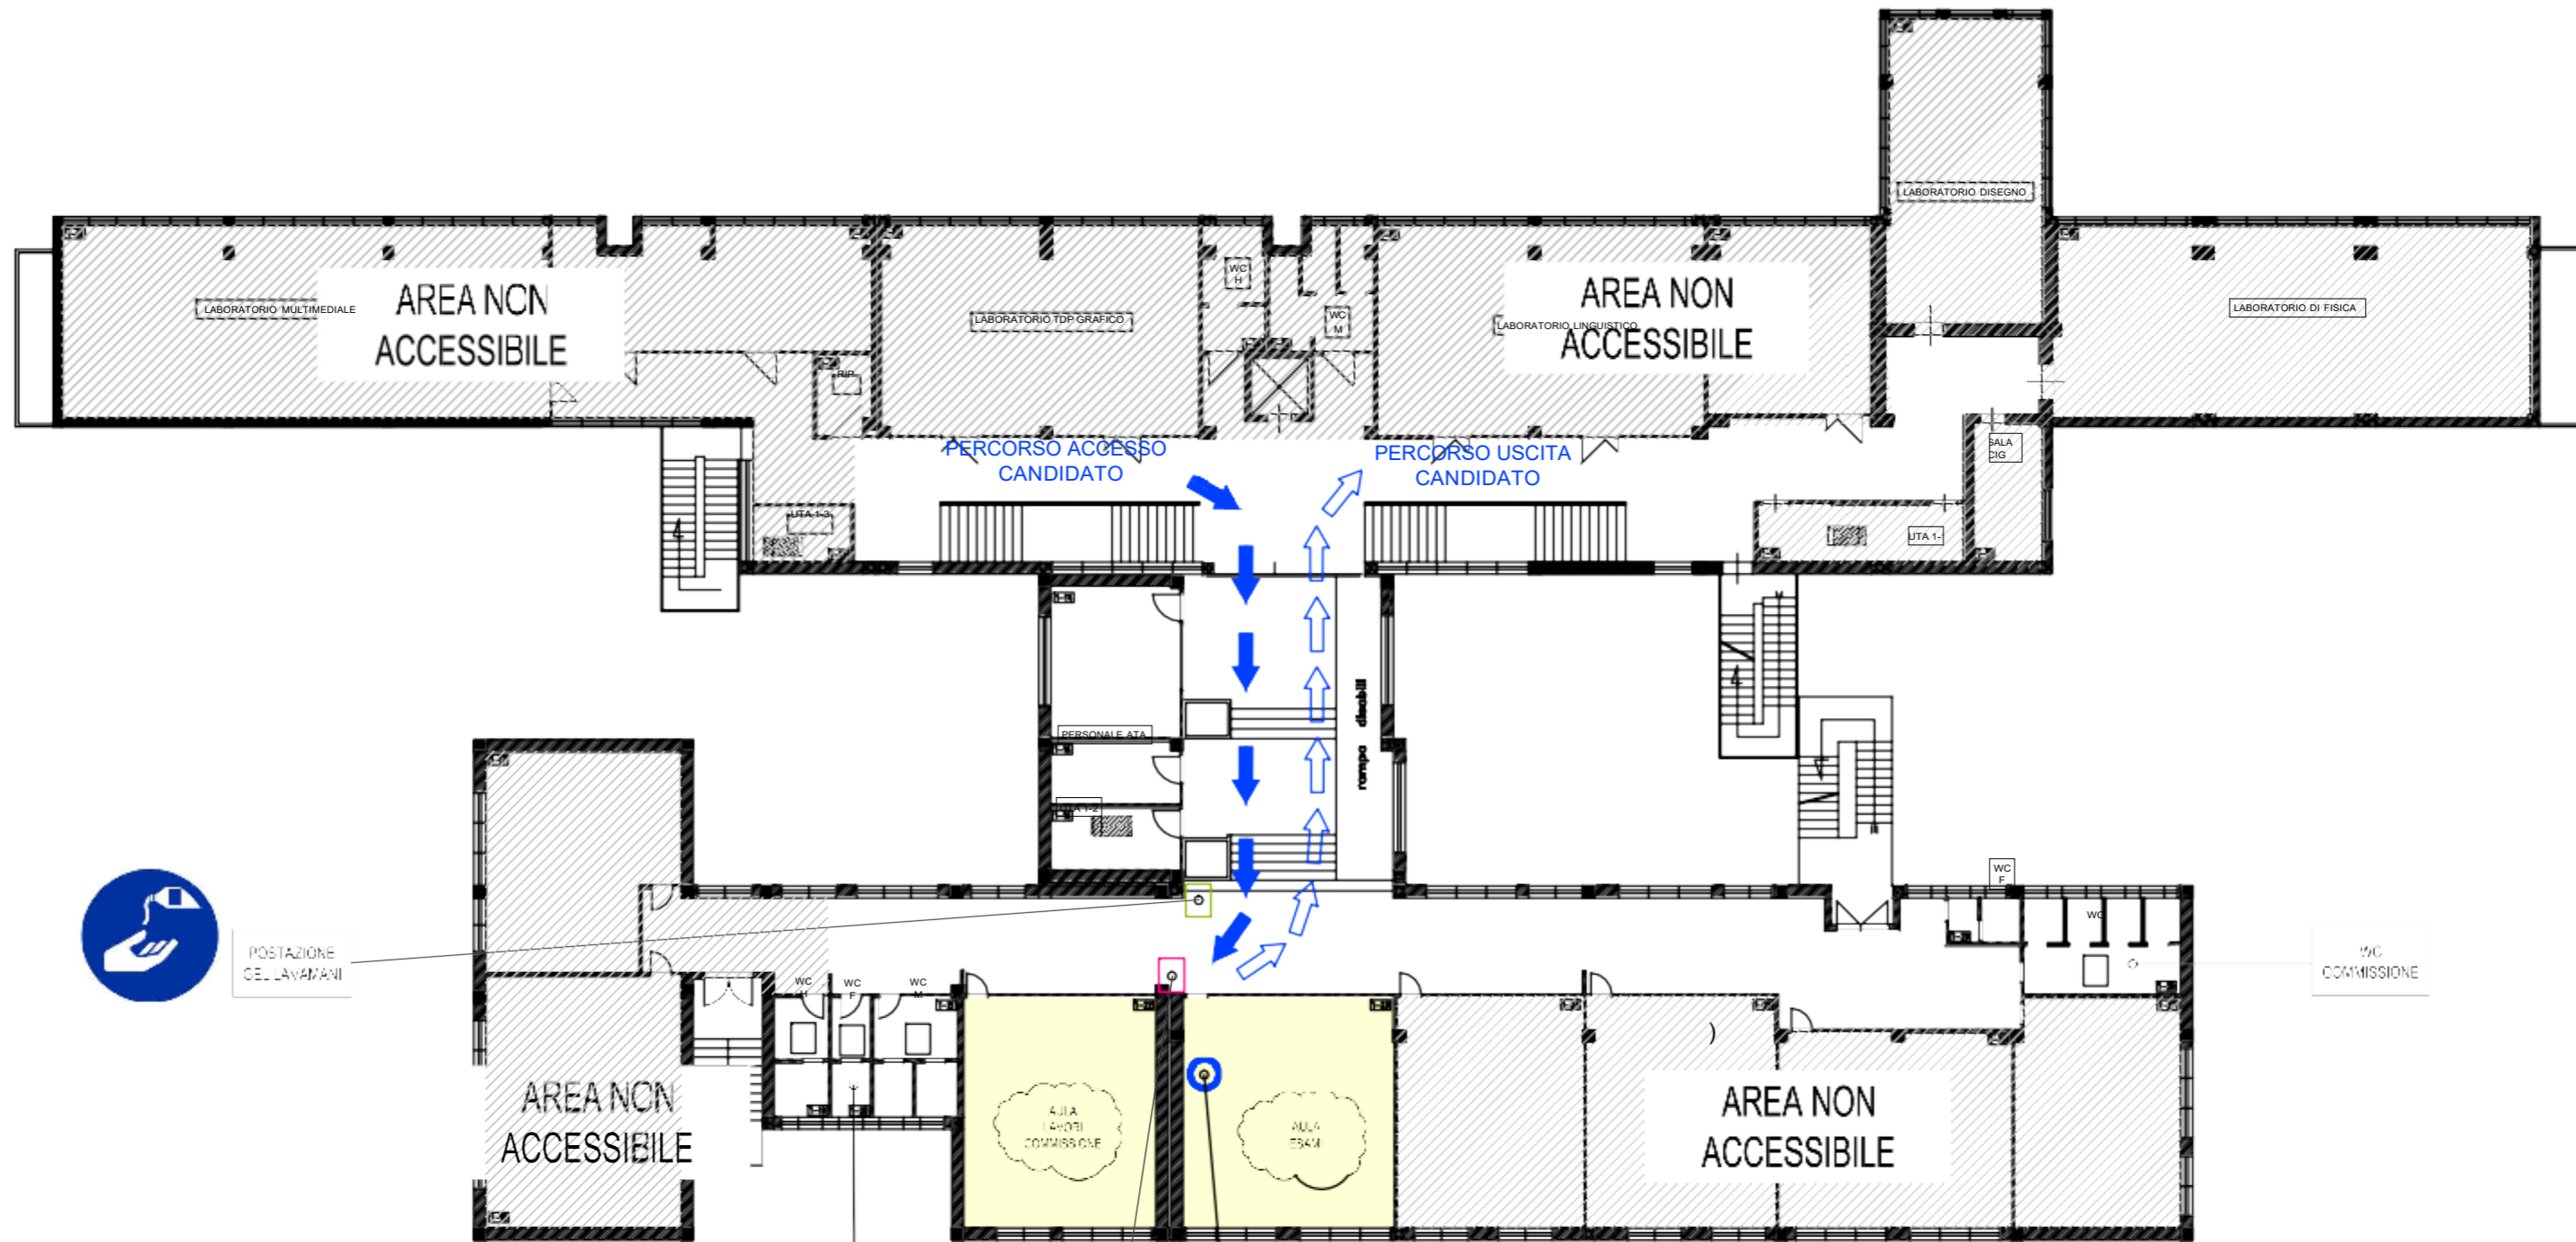 LABORATORIO DISEGNO
LABORATORIO MULTIMEDIALE
AREA NON
ACCESSIBILE
LABORATORIO TDP GRAFICO
WC
H
WC
M
AREA NON
LABORATORIO LINGUISTICO
ACCESSIBILE
LABORATORIO DI FISICA
RIP
PERCORSO ACCESSO
CANDIDATO
PERCORSO USCITA
CANDIDATO
SALA
CIG
UTA 1-3
UTA 1-
rampa disabili
PERSONALE ATA
UTA 1-2
WC
F
WC
POSTAZIONE
GEL LAVAMANI
WC
COMMISSIONE
WC
H
WC
F
WC
M
)
AREA NON
ACCESSIBILE
AULA
LAVORI
COMMISSIONE
AULA
ESAMI
AREA NON
ACCESSIBILE